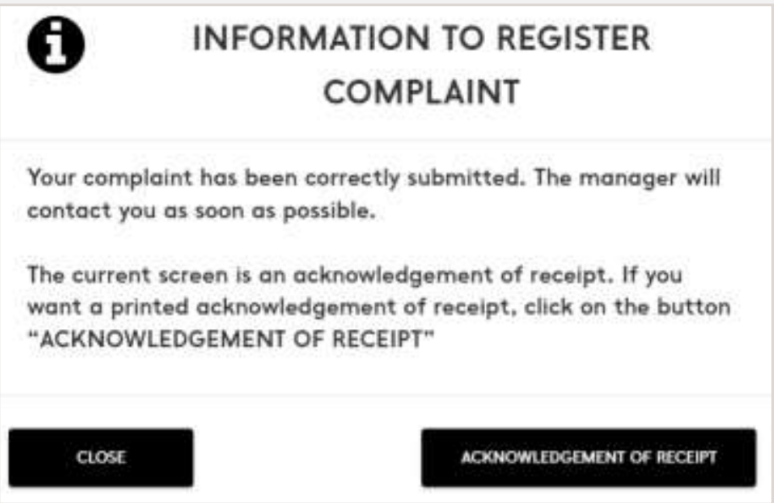 INFORMATION TO REGISTER
COMPLAINT
Your complaint has been correctly submitted. The manager will
contact you as soon as possible.
The current screen is an acknowledgement of receipt. If you
want a printed acknowledgement of receipt, click on the button
“ACKNOWLEDGEMENT OF RECEIPT”
CLOSE
ACKNOWLEDGEMENT OF RECEIPT